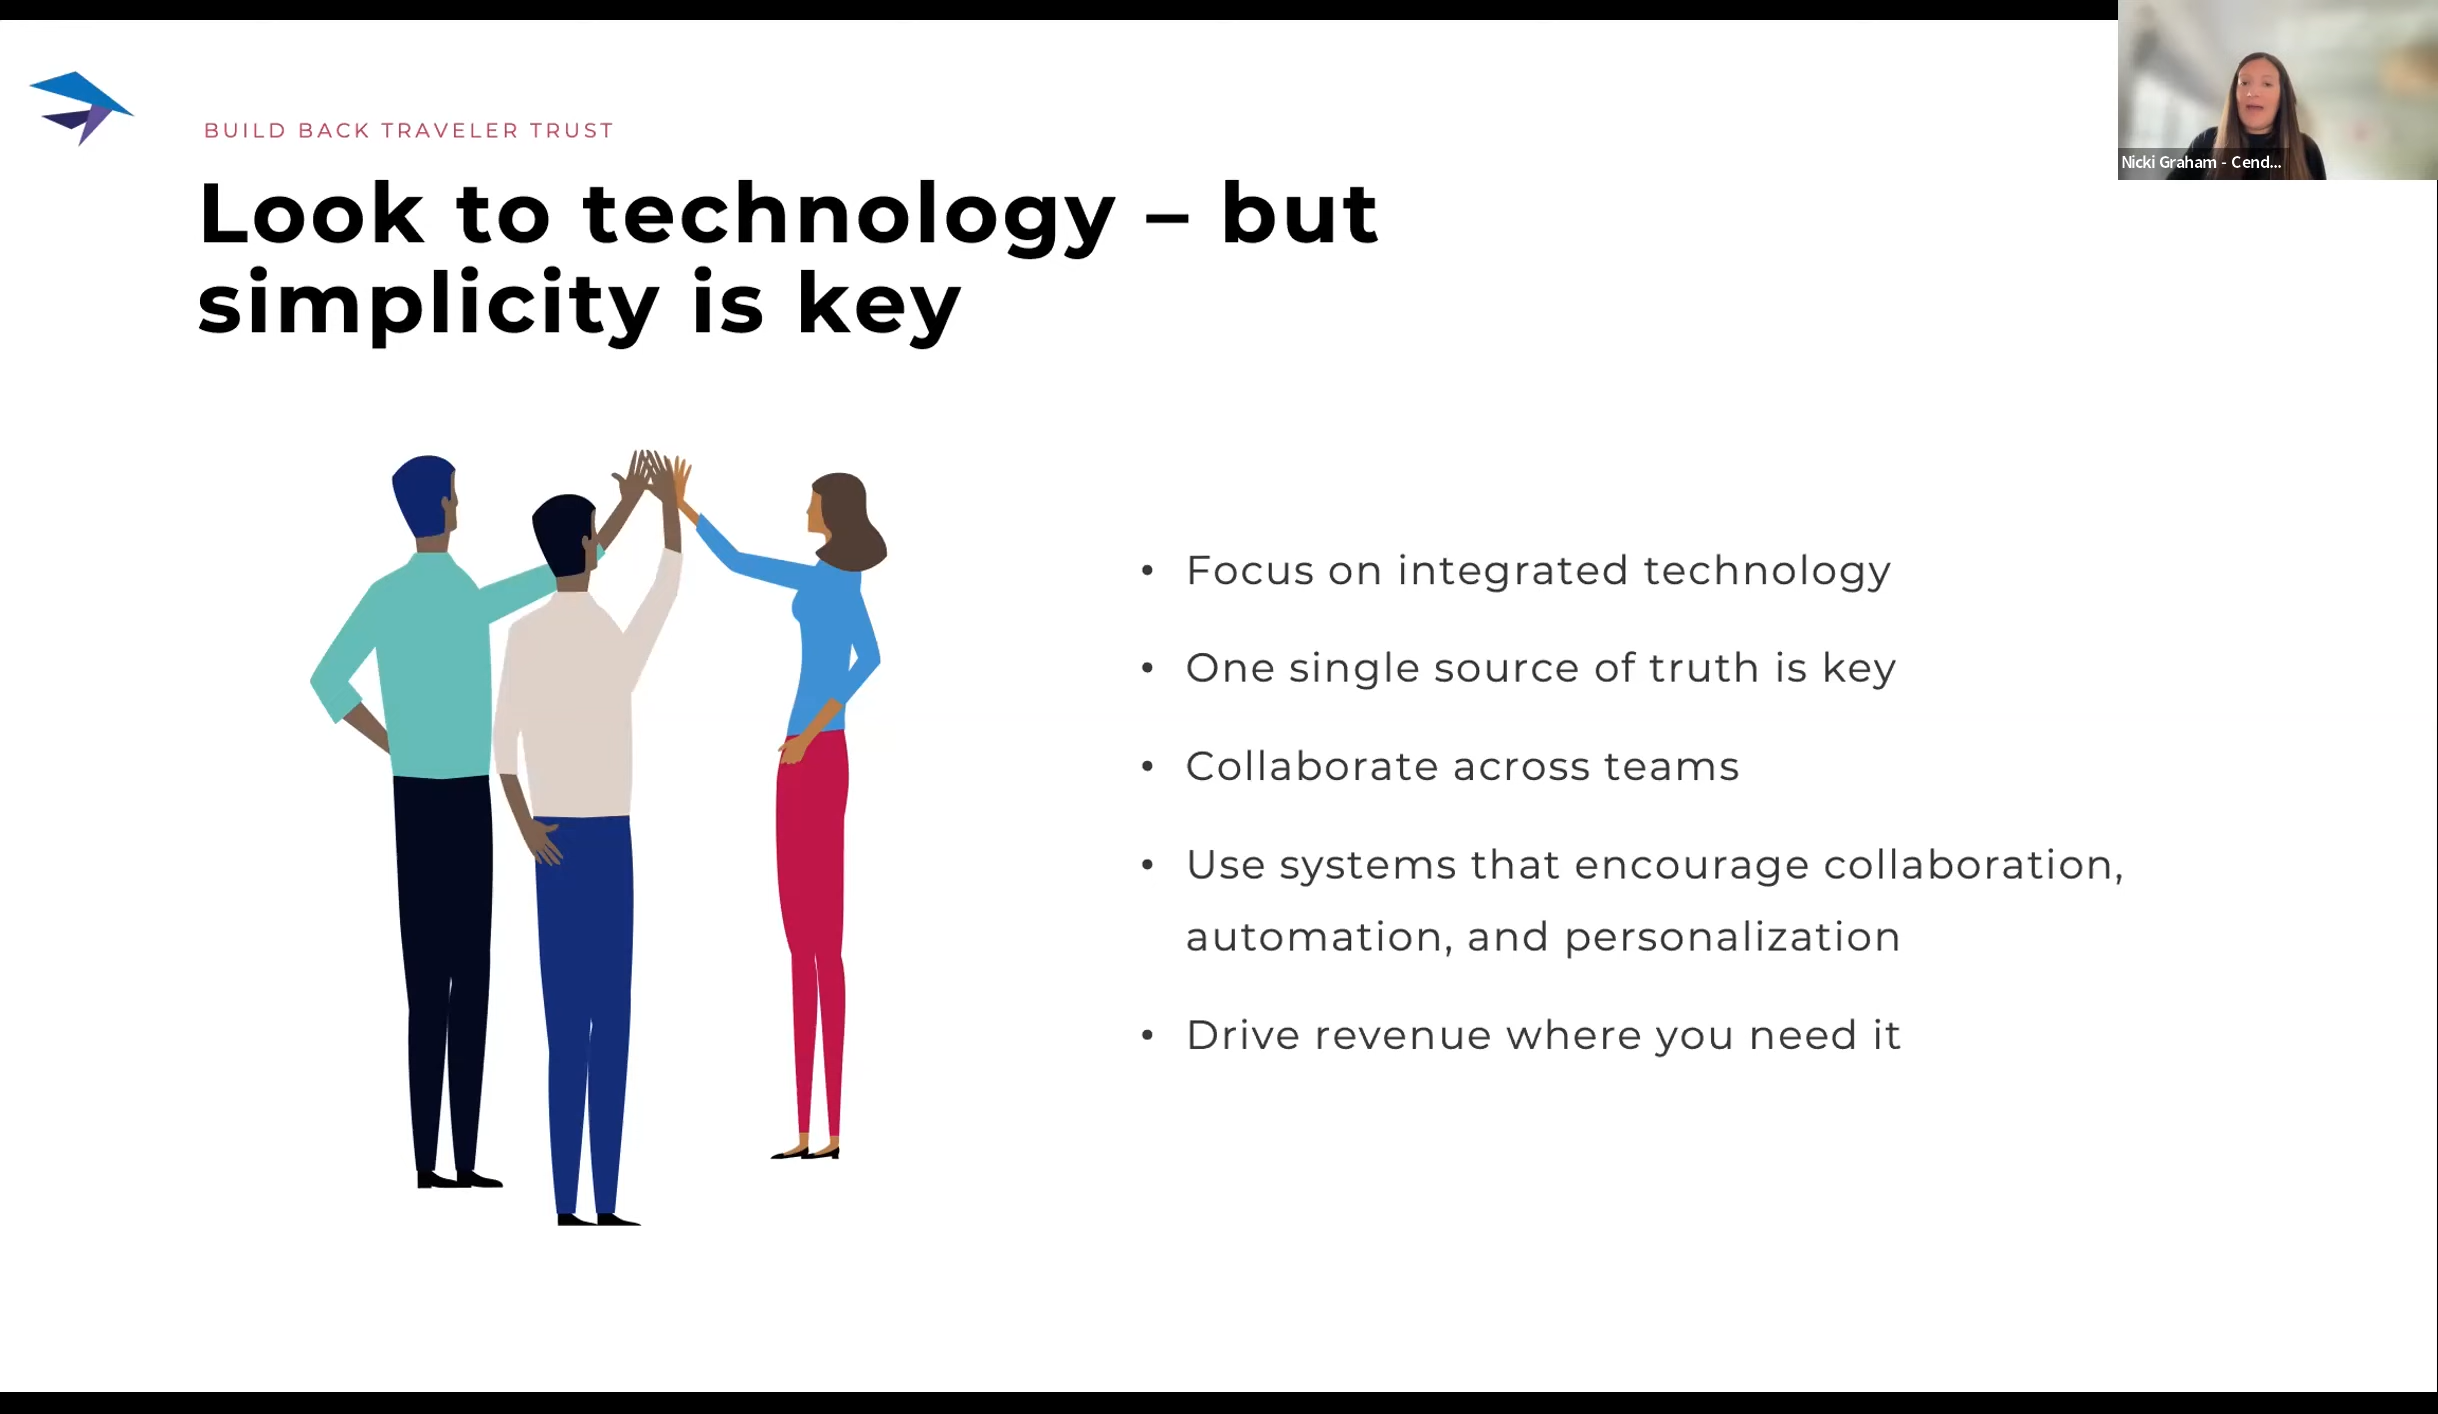 BUILD BACK TRAVELER TRUST
Look to technology – but
simplicity is key
• Focus on integrated technology
• One single source of truth is key
• Collaborate across teams
• Use systems that encourage collaboration,
automation, and personalization
• Drive revenue where you need it
Nicki Graham - Cend...